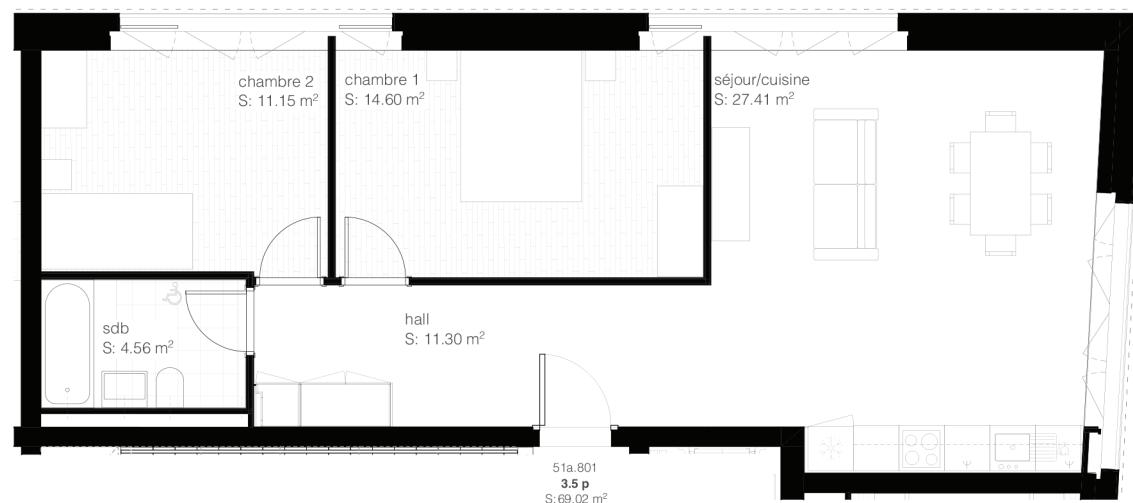 chambre 2
S: 11.15 m²
chambre 1
S: 14.60 m²
séjour/cuisine
S: 27.41 m²
sdb
S: 4.56 m²
hall
S: 11.30 m²
51a.801
3.5 p
S: 69.02 m²